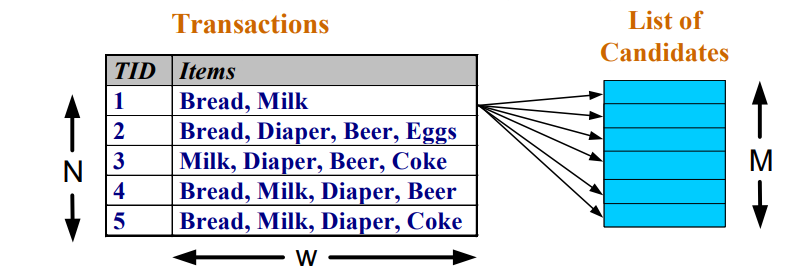 Transactions
List of
Candidates
TID Items
1 Bread, Milk
2 Bread, Diaper, Beer, Eggs
3 Milk, Diaper, Beer, Coke
4 Bread, Milk, Diaper, Beer
5 Bread, Milk, Diaper, Coke
N
M
w